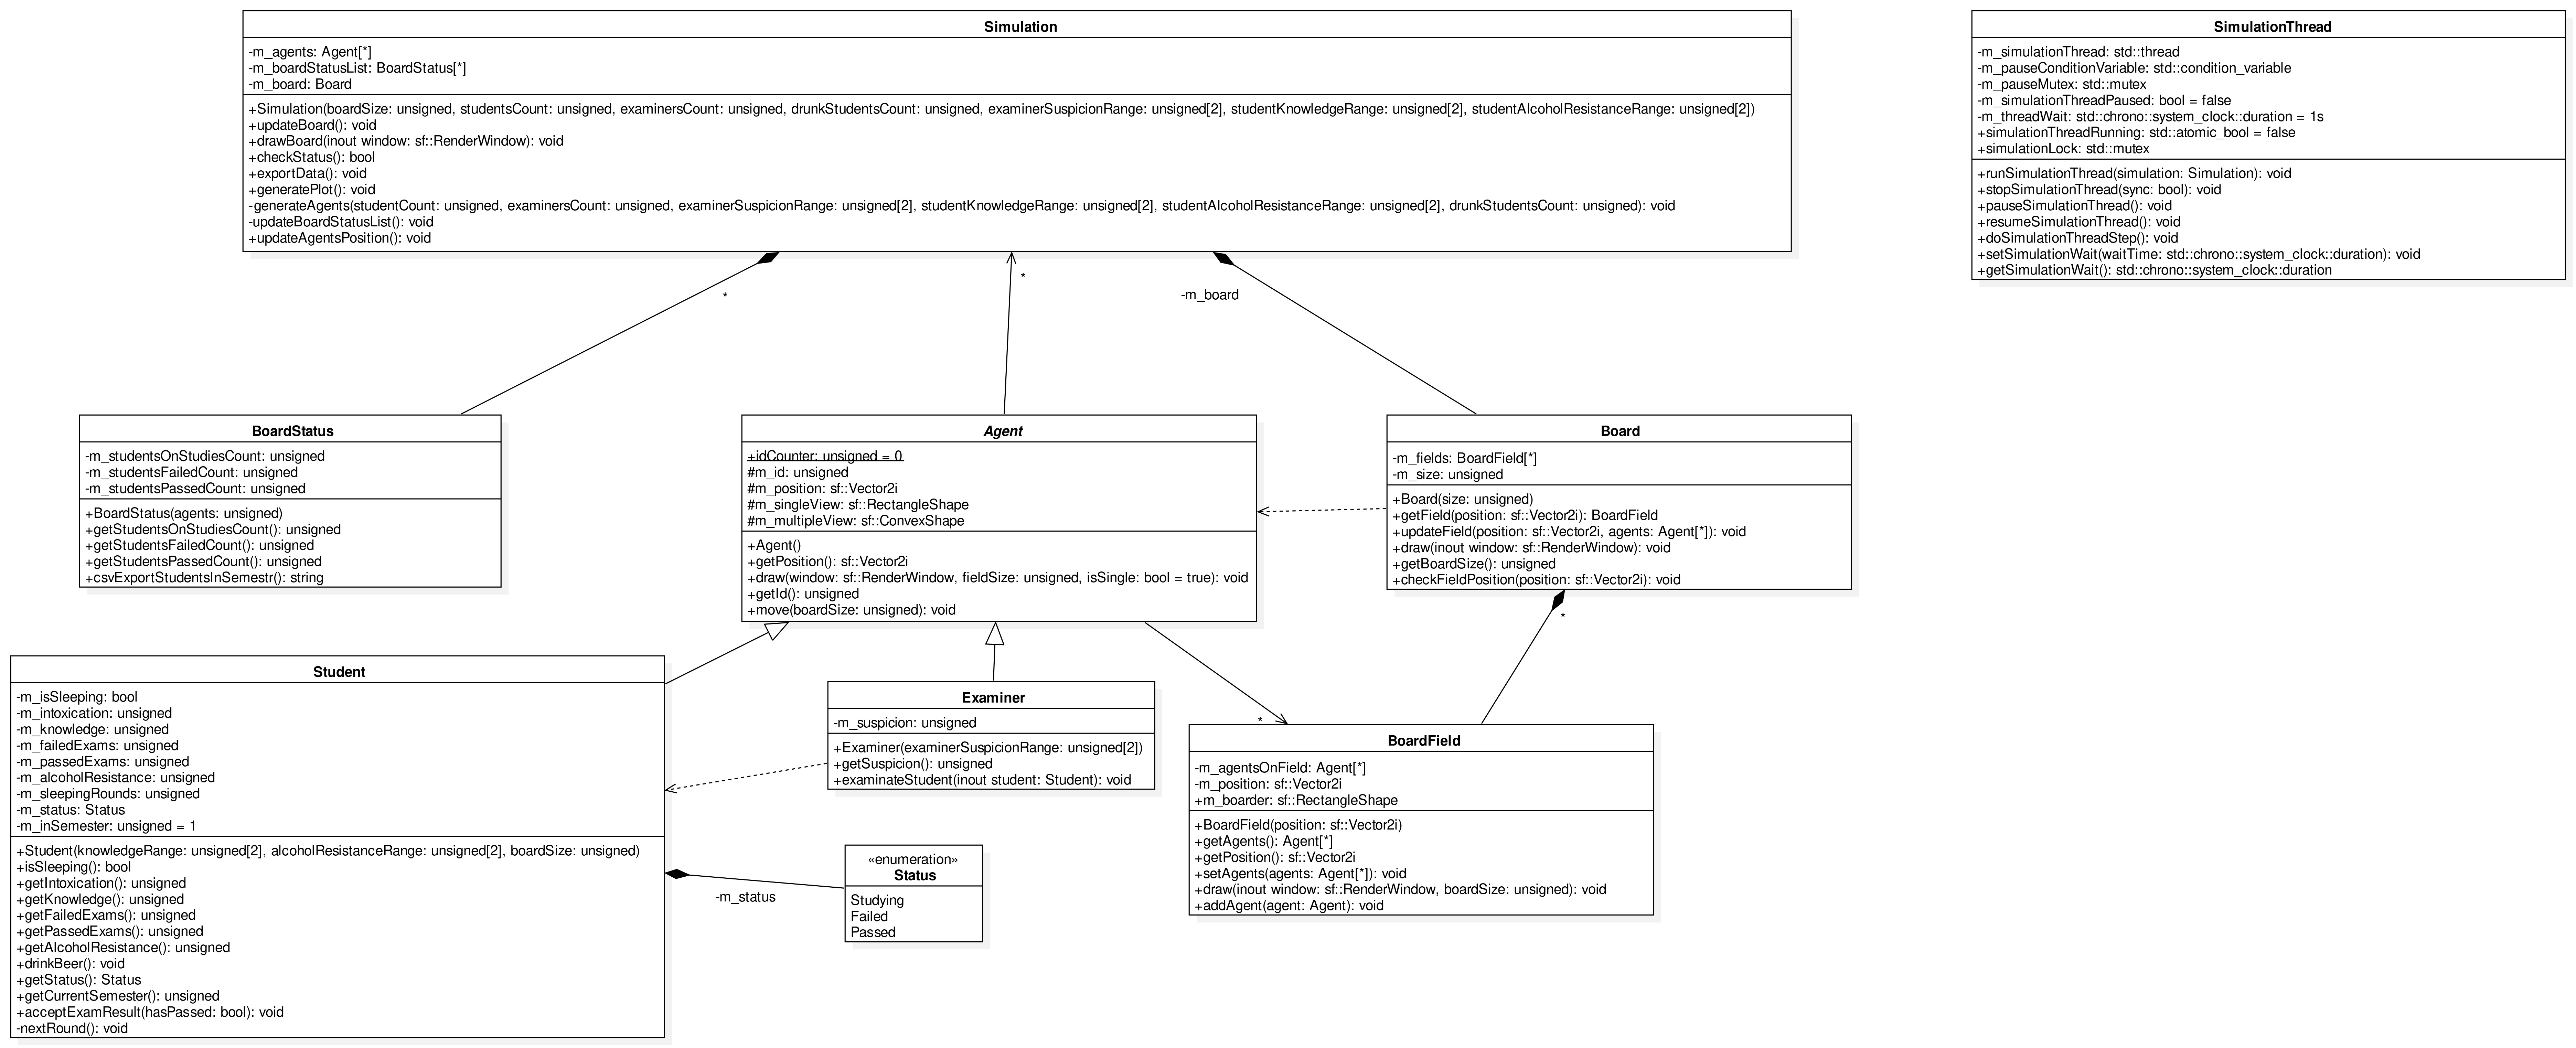 Simulation
-m_agents: Agent[*]
-m_boardStatusList: BoardStatus[*]
-m_board: Board
+Simulation(boardSize: unsigned, studentsCount: unsigned, examinersCount: unsigned, drunkStudentsCount: unsigned, examinerSuspicionRange: unsigned[2], studentKnowledgeRange: unsigned[2], studentAlcoholResistanceRange: unsigned[2])
+updateBoard(): void
+drawBoard(inout window: sf::RenderWindow): void
+checkStatus(): bool
+exportData(): void
+generatePlot(): void
-generateAgents(studentCount: unsigned, examinersCount: unsigned, examinerSuspicionRange: unsigned[2], studentKnowledgeRange: unsigned[2], studentAlcoholResistanceRange: unsigned[2], drunkStudentsCount: unsigned): void
-updateBoardStatusList(): void
+updateAgentsPosition(): void
SimulationThread
-m_simulationThread: std::thread
-m_pauseConditionVariable: std::condition_variable
-m_pauseMutex: std::mutex
-m_simulationThreadPaused: bool = false
-m_threadWait: std::chrono::system_clock::duration = 1s
+simulationThreadRunning: std::atomic_bool = false
+simulationLock: std::mutex
+runSimulationThread(simulation: Simulation): void
+stopSimulationThread(sync: bool): void
+pauseSimulationThread(): void
+resumeSimulationThread(): void
+doSimulationThreadStep(): void
+setSimulationWait(waitTime: std::chrono::system_clock::duration): void
+getSimulationWait(): std::chrono::system_clock::duration
*
*
-m_board
BoardStatus
-m_studentsOnStudiesCount: unsigned
-m_studentsFailedCount: unsigned
-m_studentsPassedCount: unsigned
+BoardStatus(agents: unsigned)
+getStudentsOnStudiesCount(): unsigned
+getStudentsFailedCount(): unsigned
+getStudentsPassedCount(): unsigned
+csvExportStudentsInSemestr(): string
Agent
+idCounter: unsigned = 0
#m_id: unsigned
#m_position: sf::Vector2i
#m_singleView: sf::RectangleShape
#m_multipleView: sf::ConvexShape
+Agent()
+getPosition(): sf::Vector2i
+draw(window: sf::RenderWindow, fieldSize: unsigned, isSingle: bool = true): void
+getId(): unsigned
+move(boardSize: unsigned): void
Board
-m_fields: BoardField[*]
-m_size: unsigned
+Board(size: unsigned)
+getField(position: sf::Vector2i): BoardField
+updateField(position: sf::Vector2i, agents: Agent[*]): void
+draw(inout window: sf::RenderWindow): void
+getBoardSize(): unsigned
+checkFieldPosition(position: sf::Vector2i): void
*
Student
-m_isSleeping: bool
-m_intoxication: unsigned
-m_knowledge: unsigned
-m_failedExams: unsigned
-m_passedExams: unsigned
-m_alcoholResistance: unsigned
-m_sleepingRounds: unsigned
-m_status: Status
-m_inSemester: unsigned = 1
+Student(knowledgeRange: unsigned[2], alcoholResistanceRange: unsigned[2], boardSize: unsigned)
+isSleeping(): bool
+getIntoxication(): unsigned
+getKnowledge(): unsigned
+getFailedExams(): unsigned
+getPassedExams(): unsigned
+getAlcoholResistance(): unsigned
+drinkBeer(): void
+getStatus(): Status
+getCurrentSemester(): unsigned
+acceptExamResult(hasPassed: bool): void
-nextRound(): void
Examiner
-m_suspicion: unsigned
+Examiner(examinerSuspicionRange: unsigned[2])
+getSuspicion(): unsigned
+examinateStudent(inout student: Student): void
*
-m_status
«enumeration»
Status
Studying
Failed
Passed
BoardField
-m_agentsOnField: Agent[*]
-m_position: sf::Vector2i
+m_boarder: sf::RectangleShape
+BoardField(position: sf::Vector2i)
+getAgents(): Agent[*]
+getPosition(): sf::Vector2i
+setAgents(agents: Agent[*]): void
+draw(inout window: sf::RenderWindow, boardSize: unsigned): void
+addAgent(agent: Agent): void